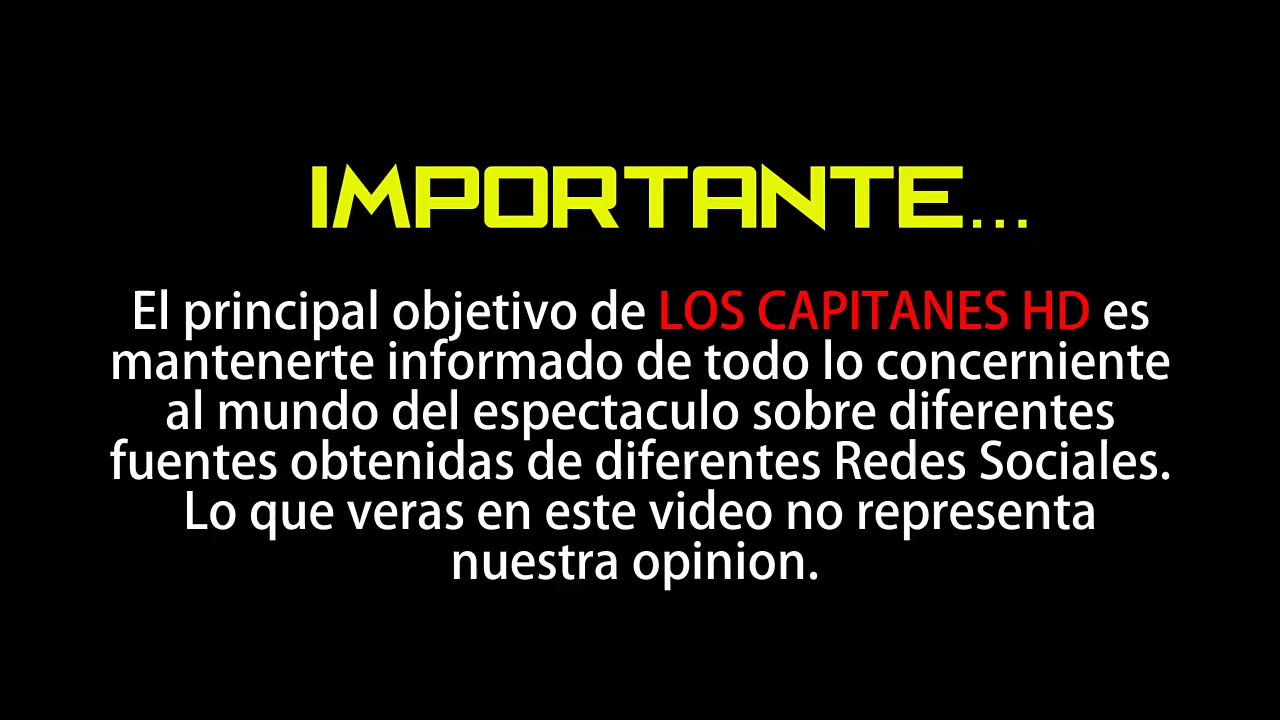 IMPORTANTE...
El principal objetivo de LOS CAPITANES HD es
mantenerte informado de todo lo concerniente
al mundo del espectaculo sobre diferentes
fuentes obtenidas de diferentes Redes Sociales.
Lo que veras en este video no representa
nuestra opinion.